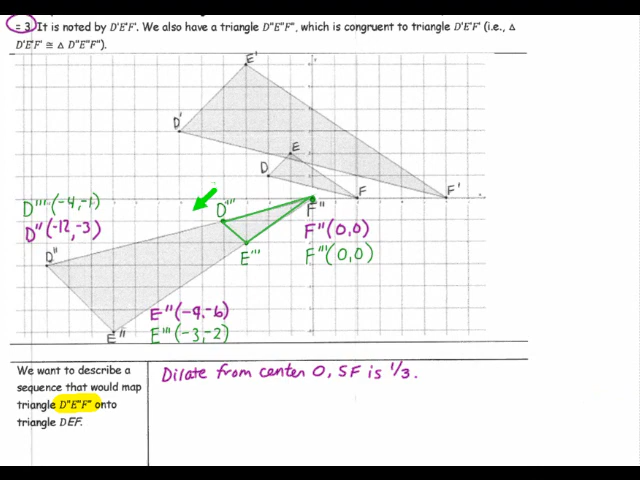 = 3. It is noted by D'E'F'. We also have a triangle D"E"F", which is congruent to triangle D'E'F' (i.e., △
D'E'F' ≅ △ D"E"F").
E'
D'
E
D
F
F'
D'''(-4,-1)
D'''
F"
D"(-12,-3)
F"(0,0)
D"
E'''
F'''(0,0)
E"(-9,-6)
E"
E'''(-3,-2)
We want to describe a
sequence that would map
triangle D"E"F" onto
triangle DEF.
Dilate from center O, SF is 1/3.